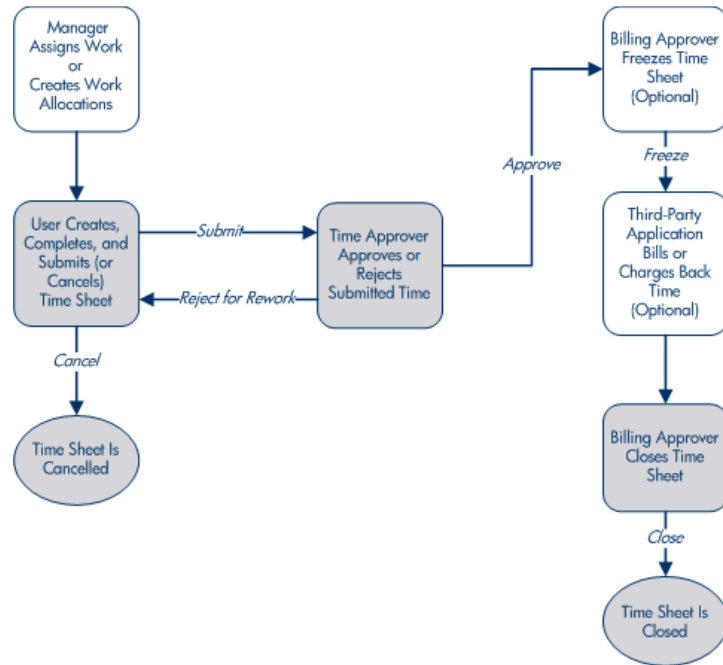 Manager
Assigns Work
or
Creates Work
Allocations
User Creates,
Completes, and
Submits (or
Cancels)
Time Sheet
Submit
Reject for Rework
Cancel
Time Sheet Is
Cancelled
Time Approver
Approves or
Rejects
Submitted Time
Approve
Billing Approver
Freezes Time
Sheet
(Optional)
Freeze
Third-Party
Application
Bills or
Charges Back
Time
(Optional)
Billing Approver
Closes Time
Sheet
Close
Time Sheet Is
Closed